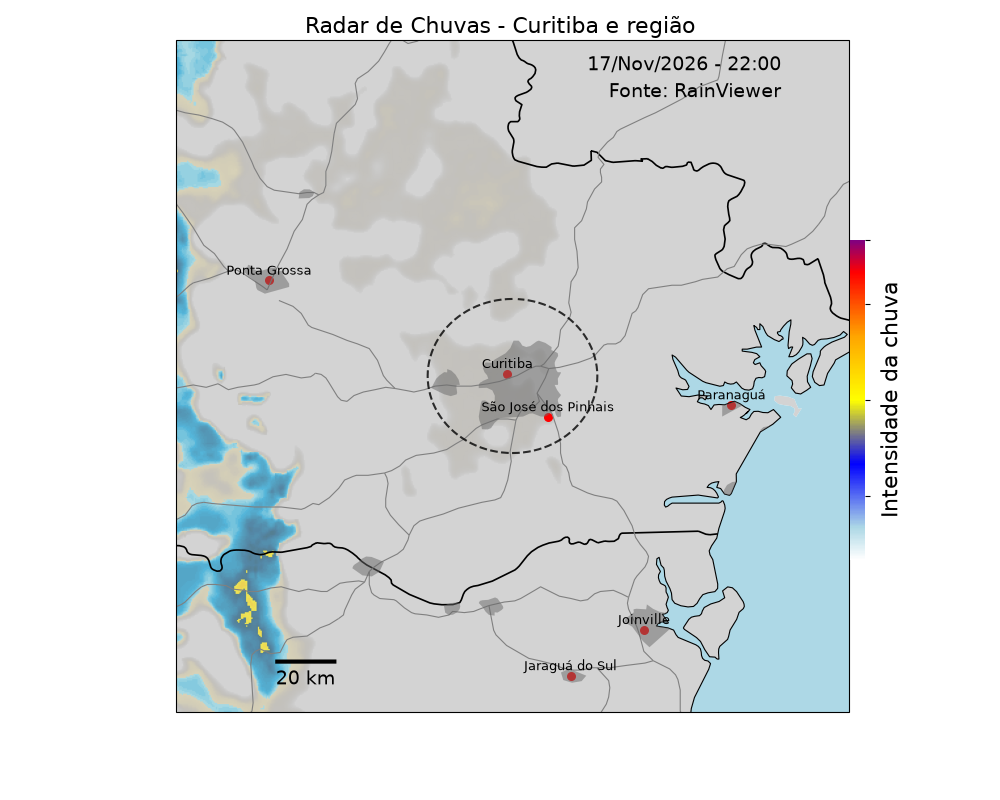 Radar de Chuvas - Curitiba e região
17/Nov/2026 - 22:00
Fonte: RainViewer
Ponta Grossa
Curitiba
Paranaguá
São José dos Pinhais
Intensidade da chuva
Joinville
Jaraguá do Sul
20 km